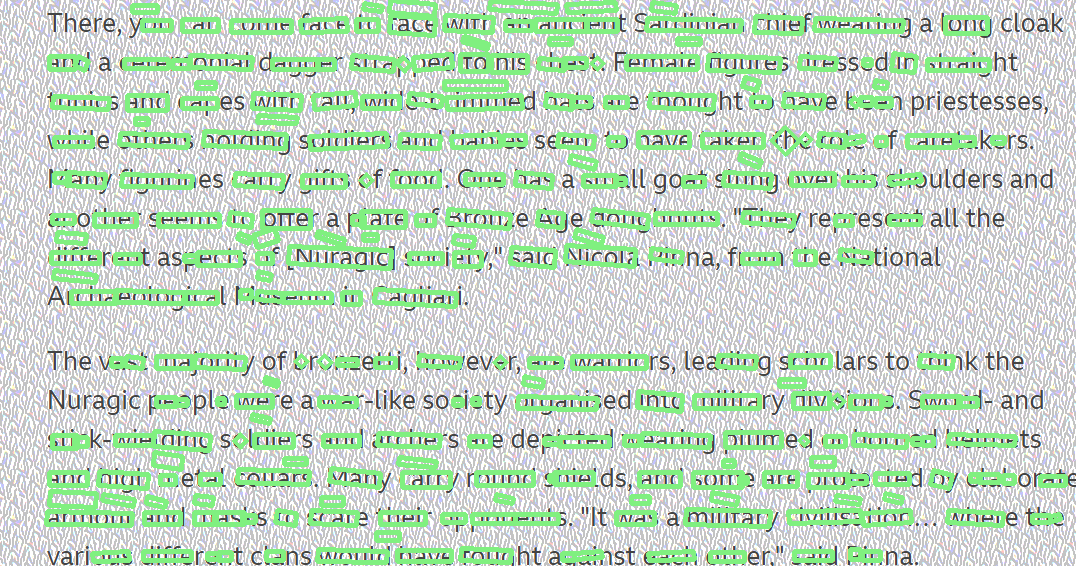 There, you can come face to face with an ancient Sardinian chief wearing a long cloak
and a ceremonial dagger strapped to his chest. Female figures dressed in straight
tunics and capes with tall, wide-brimmed hats are thought to have been priestesses,
while others holding soldiers and babies seem to have taken the role of caretakers.
Many figurines carry gifts of food. One has a small goat slung over his shoulders and
another seems to offer a plate of Bronze Age doughnuts. "They represent all the
different aspects of [Nuragic] society," said Nicola Pinna, from the National
Archaeological Museum in Cagliari.
The vast majority of bronzetti, however, are warriors, leading scholars to think the
Nuragic people were a war-like society organised into military divisions. Sword- and
stick-wielding soldiers and archers are depicted wearing plumed or horned helmets
and high metal collars. Many carry round shields, and some are protected by elaborate
armour and masks to scare their opponents. "It was a military civilisation… where the
various different clans would have fought against each other," said Pinna.